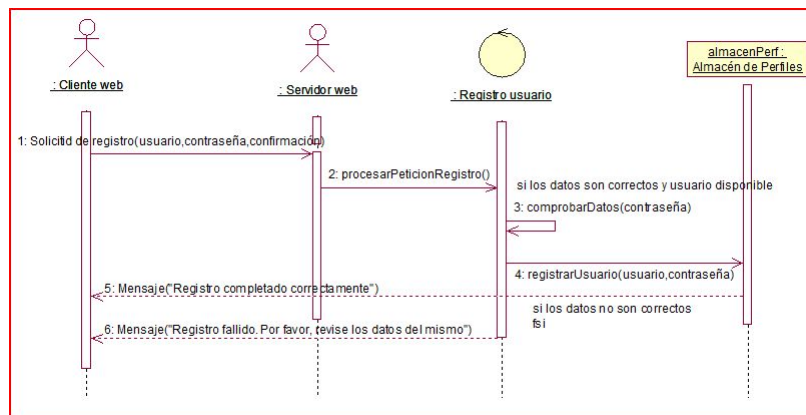 : Cliente web
: Servidor web
: Registro usuario
almacenPerf :
Almacén de Perfiles
1: Solicitid de registro(usuario,contraseña,confirmación)
2: procesarPeticionRegistro()
si los datos son correctos y usuario disponible
3: comprobarDatos(contraseña)
4: registrarUsuario(usuario,contraseña)
5: Mensaje("Registro completado correctamente")
si los datos no son correctos
fsi
6: Mensaje("Registro fallido. Por favor, revise los datos del mismo")